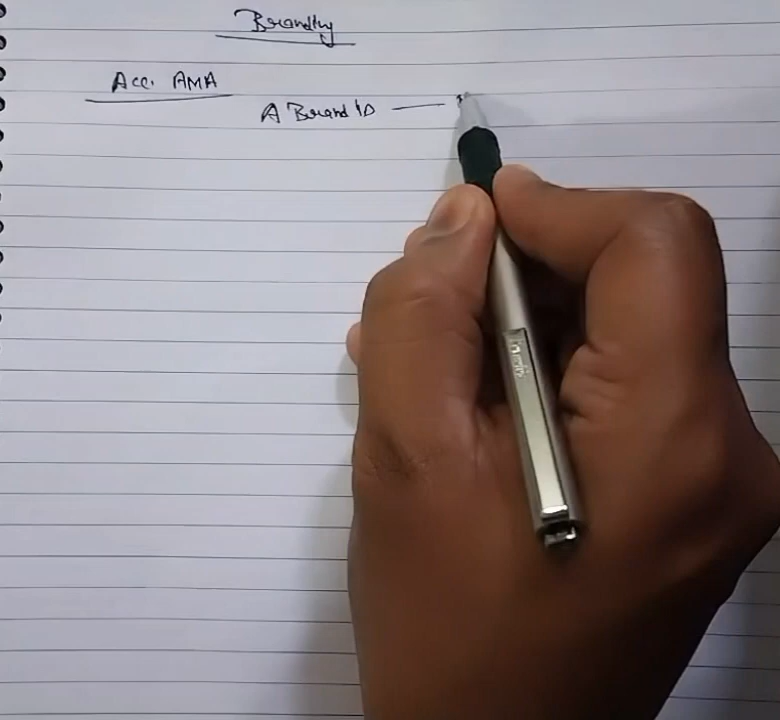 Branding
Acc. AMA
A Brand is —